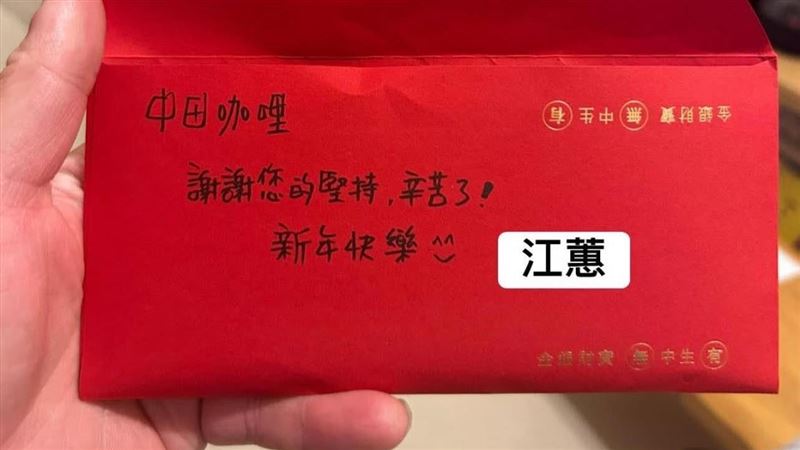 中田咖哩
金銀財寶 無中生有
謝謝您的堅持，辛苦了！
新年快樂^^
江蕙
金銀財寶 無中生有